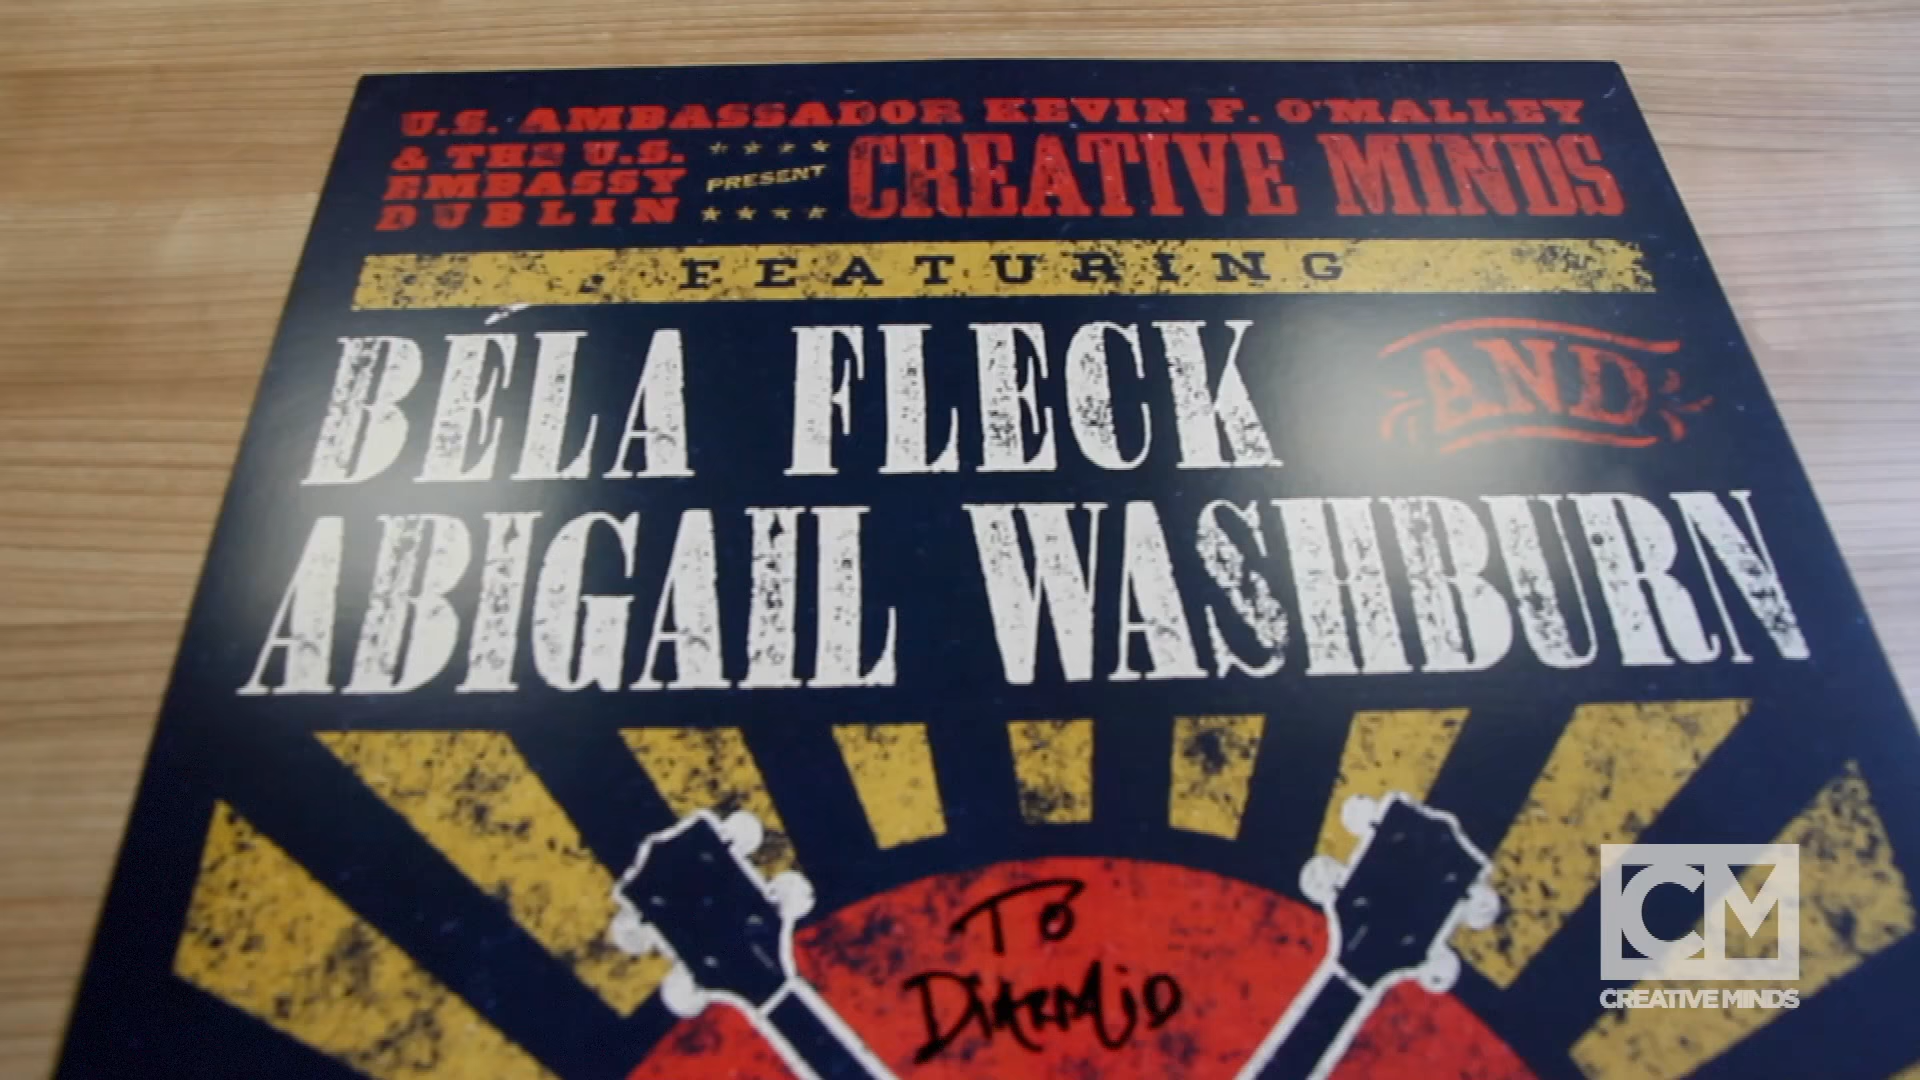 U.S. AMBASSADOR KEVIN F. O'MALLEY
& THE U.S.
EMBASSY
DUBLIN
PRESENT
CREATIVE MINDS
FEATURING
BÉLA FLECK AND
ABIGAIL WASHBURN
TO
DIARMUID
CM
CREATIVE MINDS